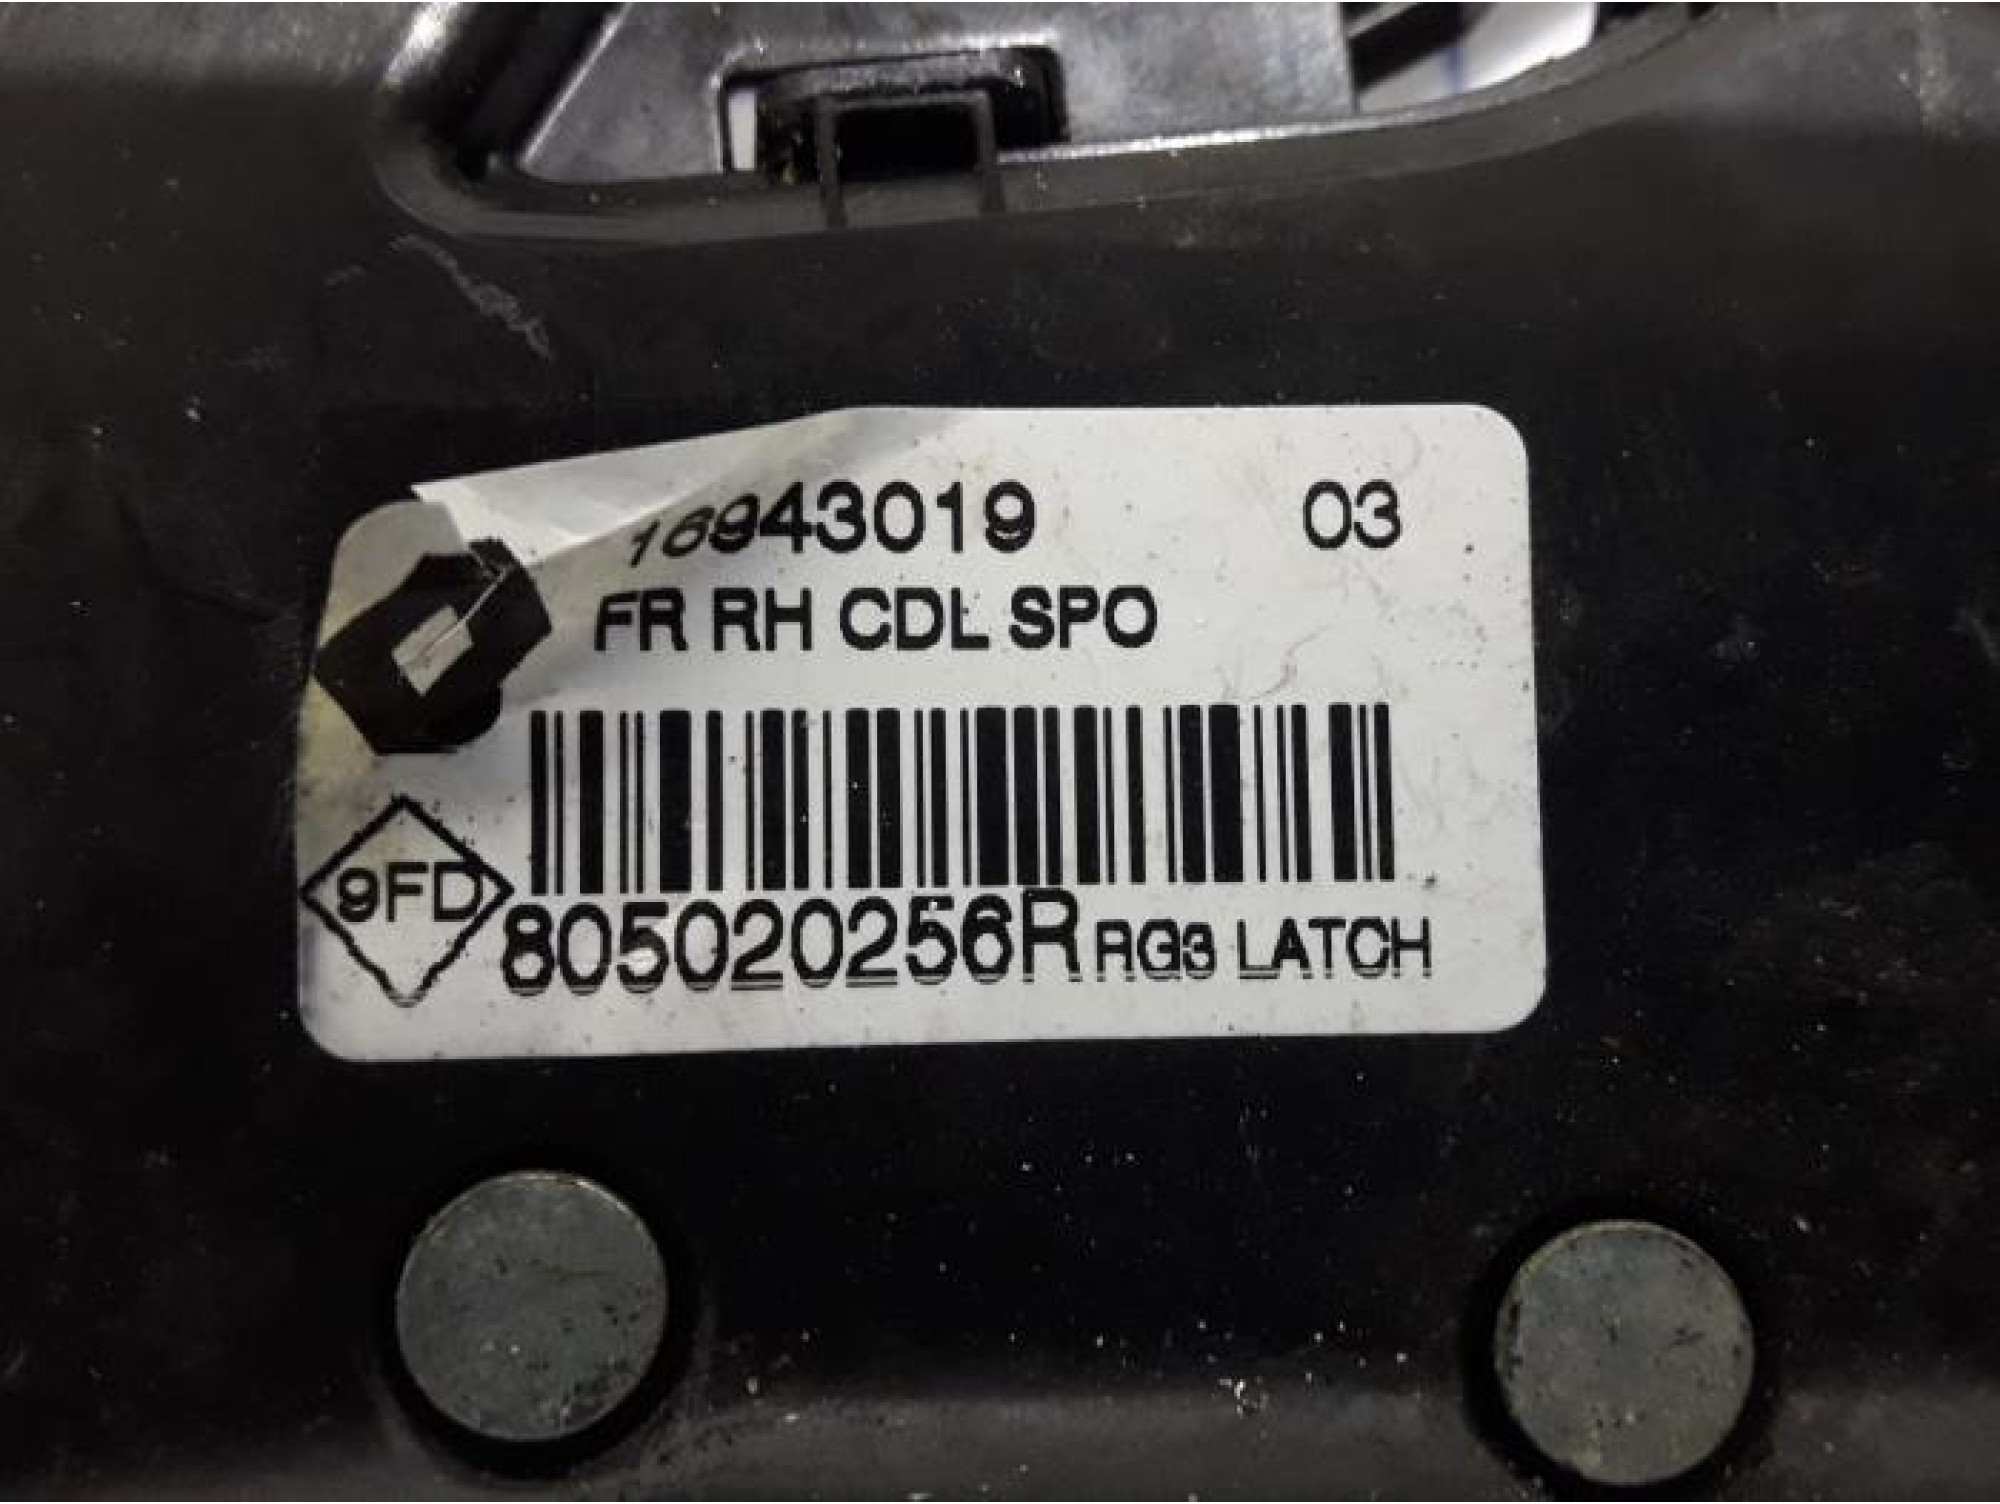 16943019 03
FR RH CDL SPO
9FD
805020256R RG3 LATCH